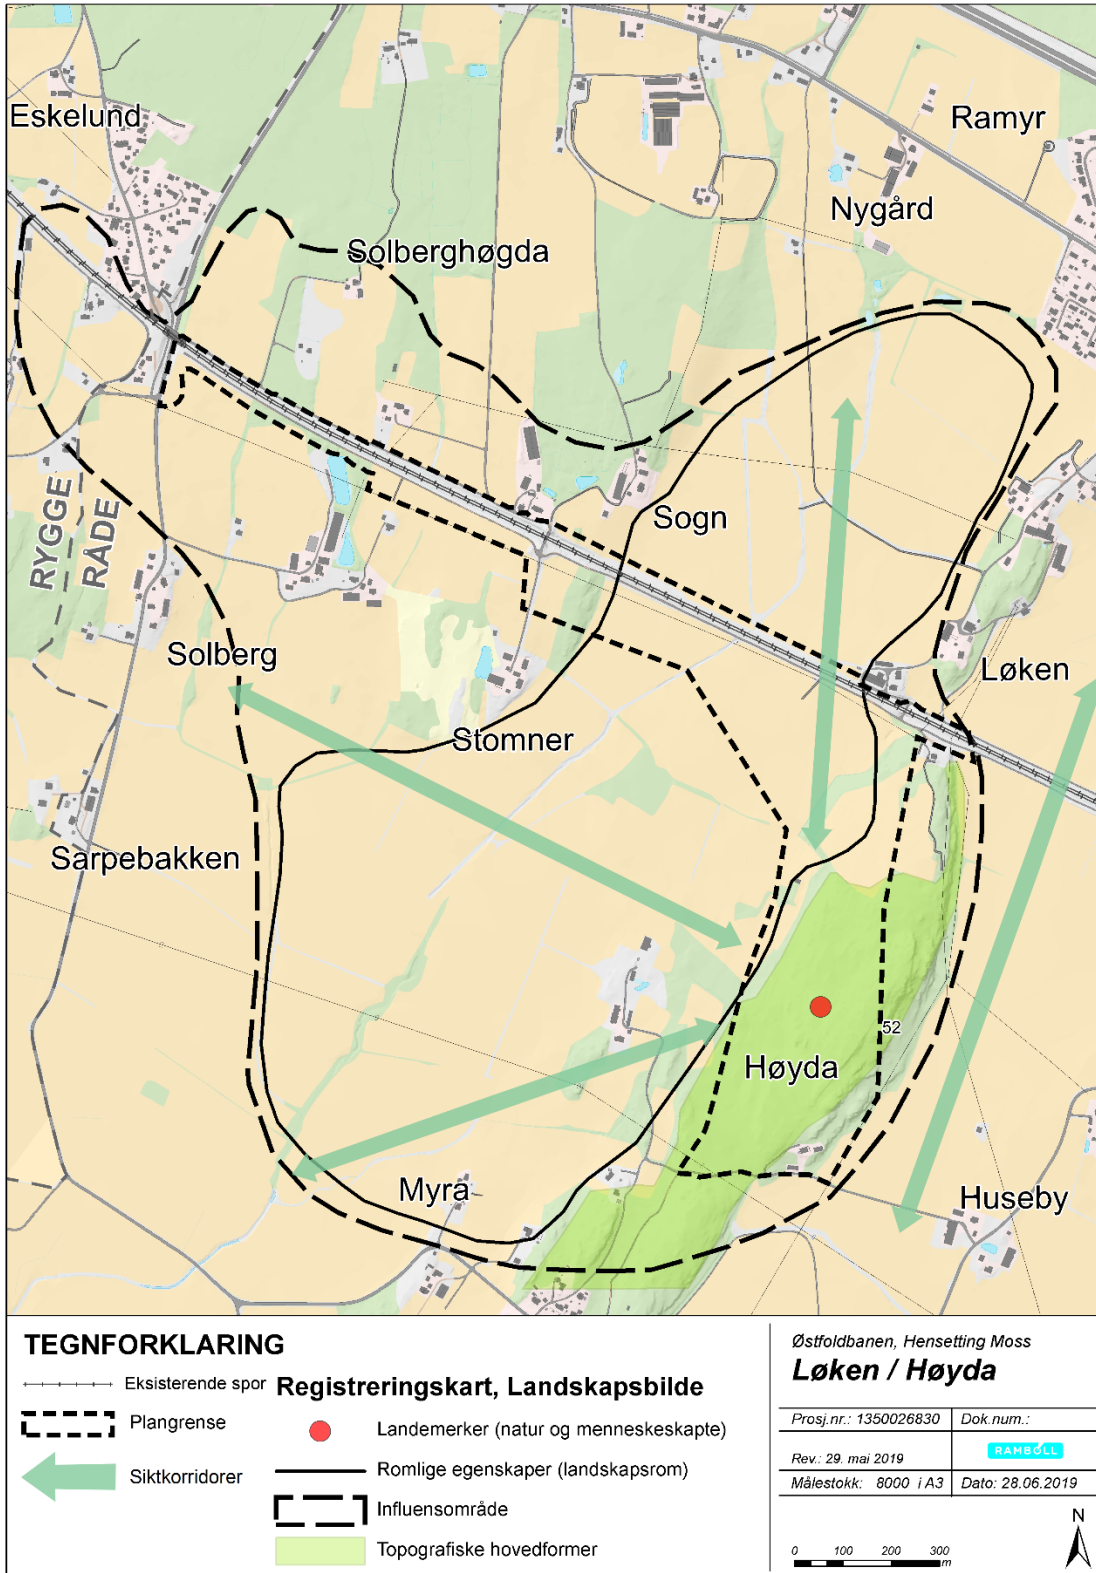 Eskelund
Ramyr
Nygård
Solberghøgda
Sogn
RYGGE
RÅDE
Solberg
Løken
Stomner
Sarpebakken
52
Høyda
Myra
Huseby
TEGNFORKLARING
Eksisterende spor
Plangrense
Siktkorridorer
Registreringskart, Landskapsbilde
Landemerker (natur og menneskeskapte)
Romlige egenskaper (landskapsrom)
Influensområde
Topografiske hovedformer
Østfoldbanen, Hensetting Moss
Løken / Høyda
Prosj.nr.: 1350026830 Dok.num.:
Rev.: 29. mai 2019 RAMBOLL
Målestokk: 8000 i A3 Dato: 28.06.2019
N
0 100 200 300
m